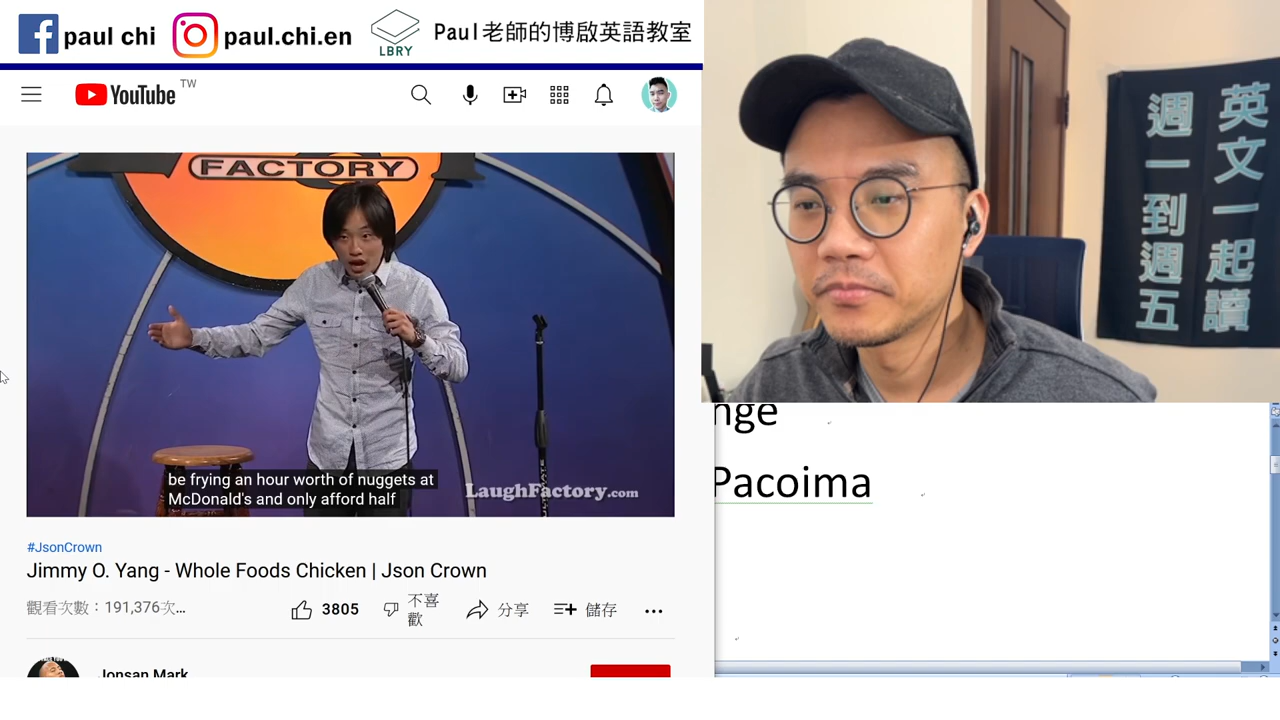 paul chi
paul.chi.en
LBRY
Paul老師的博啟英語教室
YouTube
TW
FACTORY
be frying an hour worth of nuggets at
McDonald's and only afford half
LaughFactory.com
#JsonCrown
Jimmy O. Yang - Whole Foods Chicken | Json Crown
觀看次數：191,376次...
3805
不喜
歡
分享
儲存
Jonsan Mark
英文一起讀
週一到週五
nge
Pacoima